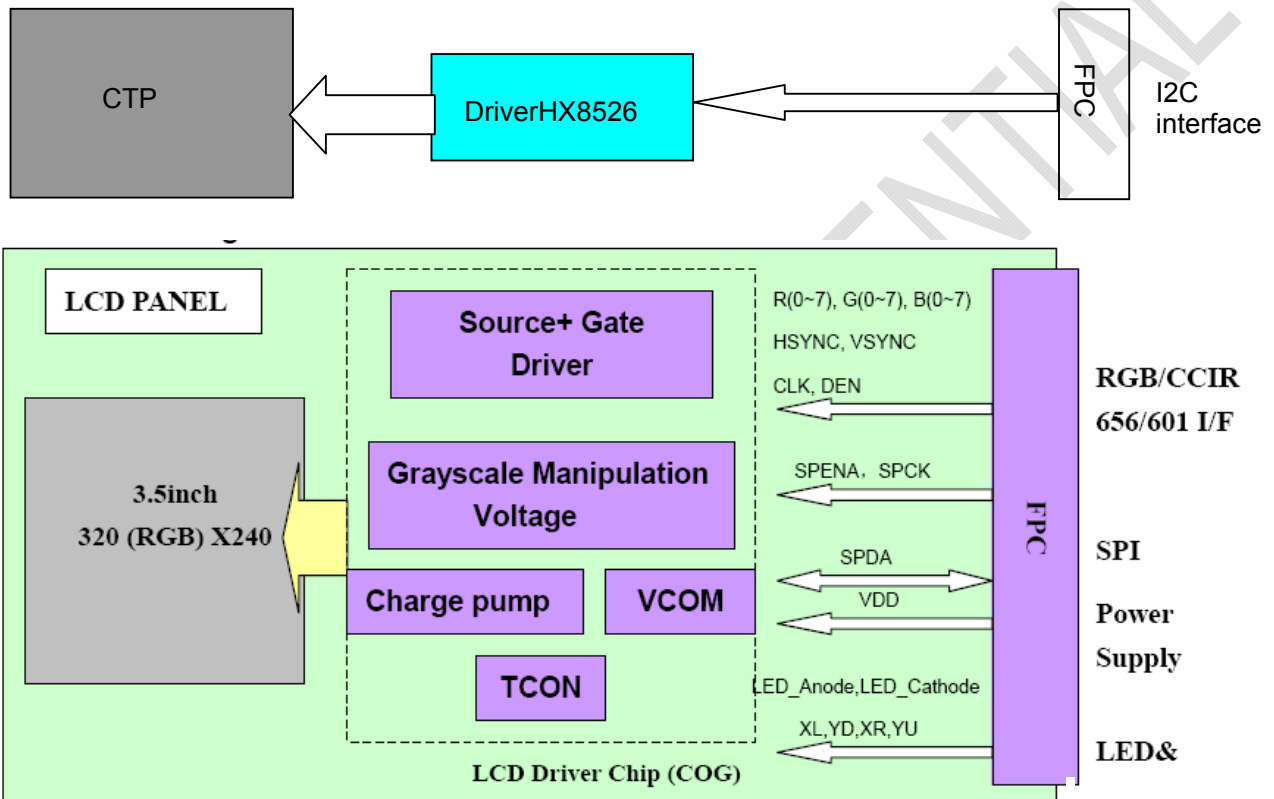 CTP
DriverHX8526
FPC
I2C
interface
ENTIAL
LCD PANEL
Source+ Gate
Driver
Grayscale Manipulation
Voltage
Charge pump
VCOM
TCON
LCD Driver Chip (COG)
3.5inch
320 (RGB) X240
R(0~7), G(0~7), B(0~7)
HSYNC, VSYNC
CLK, DEN
SPENA，SPCK
SPDA
VDD
LED_Anode,LED_Cathode
XL,YD,XR,YU
FPC
RGB/CCIR
656/601 I/F
SPI
Power
Supply
LED&